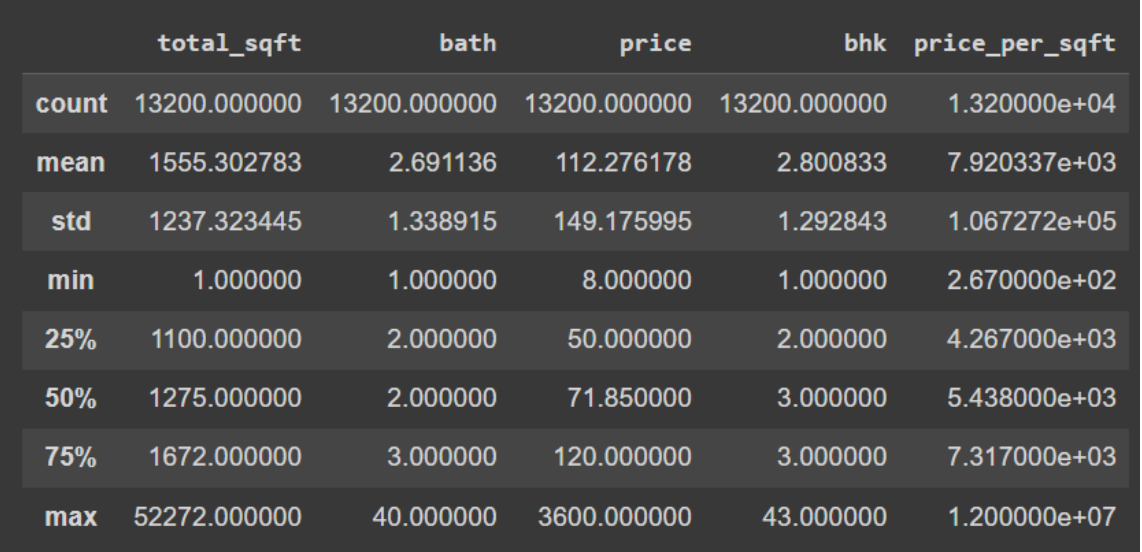 total_sqft bath price bhk price_per_sqft
count 13200.000000 13200.000000 13200.000000 13200.000000 1.320000e+04
mean 1555.302783 2.691136 112.276178 2.800833 7.920337e+03
std 1237.323445 1.338915 149.175995 1.292843 1.067272e+05
min 1.000000 1.000000 8.000000 1.000000 2.670000e+02
25% 1100.000000 2.000000 50.000000 2.000000 4.267000e+03
50% 1275.000000 2.000000 71.850000 3.000000 5.438000e+03
75% 1672.000000 3.000000 120.000000 3.000000 7.317000e+03
max 52272.000000 40.000000 3600.000000 43.000000 1.200000e+07